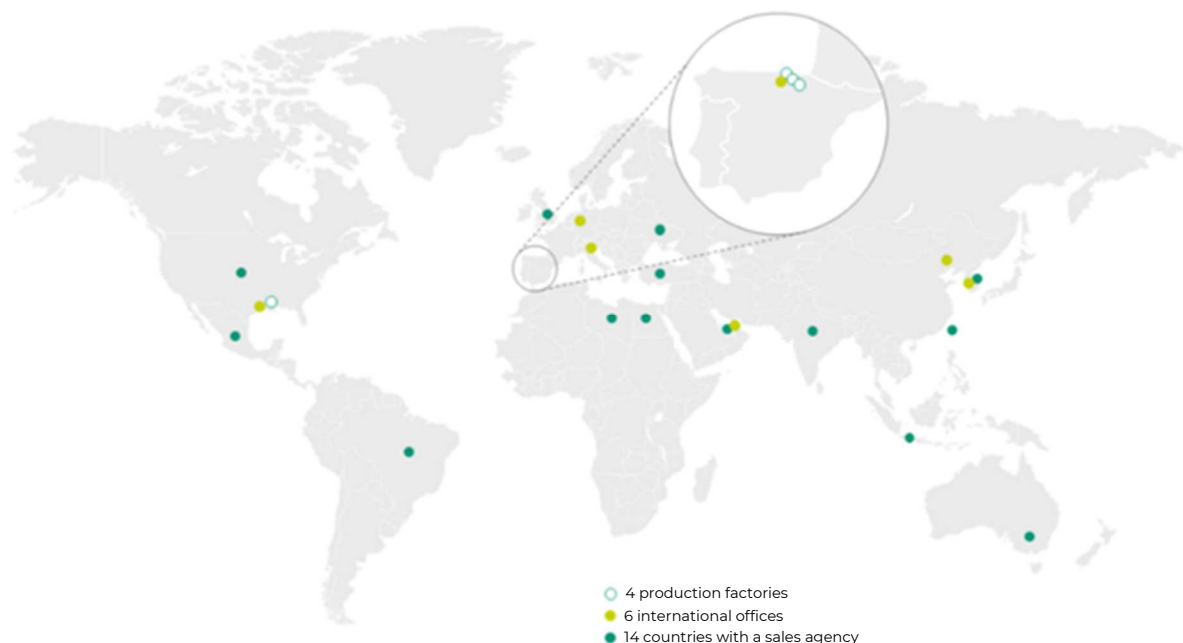 4 production factories
6 international offices
14 countries with a sales agency